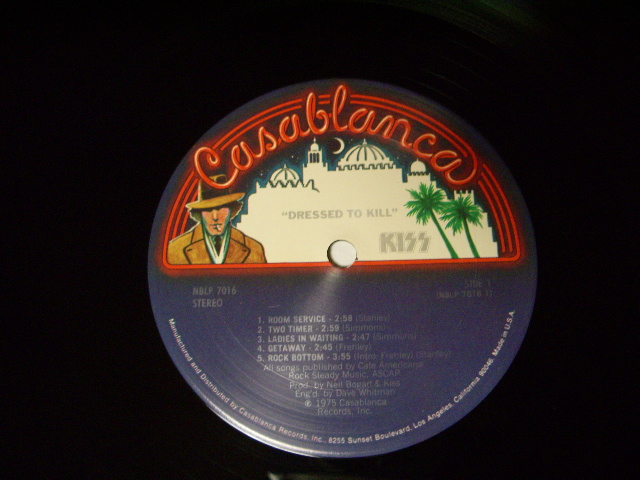 Casablanca
"DRESSED TO KILL"
KISS
NBLP 7016
STEREO
SIDE 1
(NBLP 7016 1)
1. ROOM SERVICE - 2:58 (Stanley)
2. TWO TIMER - 2:59 (Simmons)
3. LADIES IN WAITING - 2:47 (Simmons)
4. GETAWAY - 2:45 (Frehley)
5. ROCK BOTTOM - 3:55 (Intro: Frehley) (Stanley)
All songs published by Cafe Americana/
Rock Steady Music, ASCAP
Prod. by Neil Bogart & Kiss
Eng'd. by Dave Whitman
℗ 1975 Casablanca
Records, Inc.
Manufactured and Distributed by Casablanca Records, Inc., 8255 Sunset Boulevard, Los Angeles, California 90046. Made in U.S.A.